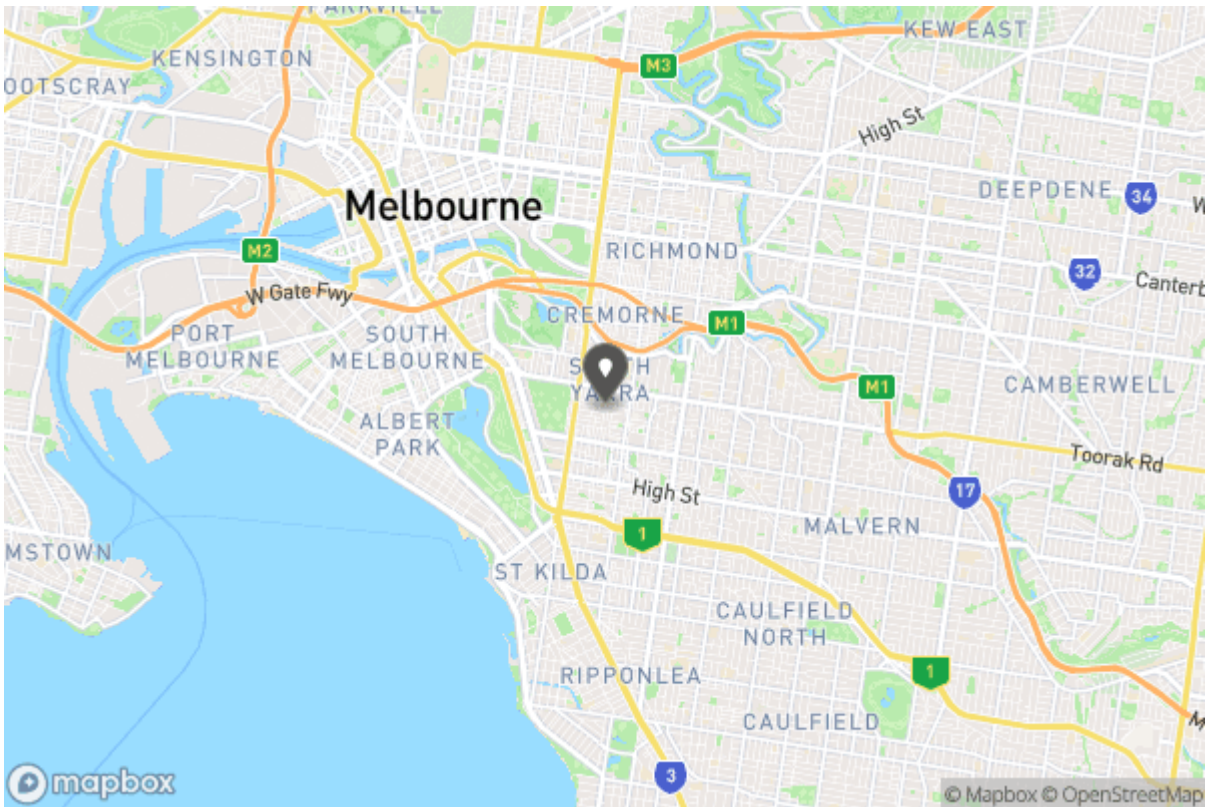 PARKVILLE
KEW EAST
KENSINGTON
M3
OOTSCRAY
High St
DEEPDENE
34
W
Melbourne
RICHMOND
M2
32
Canterb
W Gate Fwy
CREMORNE
M1
PORT
MELBOURNE
SOUTH
MELBOURNE
SOUTH
YARRA
M1
CAMBERWELL
ALBERT
PARK
Toorak Rd
High St
17
MALVERN
1
MSTOWN
ST KILDA
CAULFIELD
NORTH
RIPPONLEA
1
CAULFIELD
M
3
mapbox
© Mapbox © OpenStreetMap